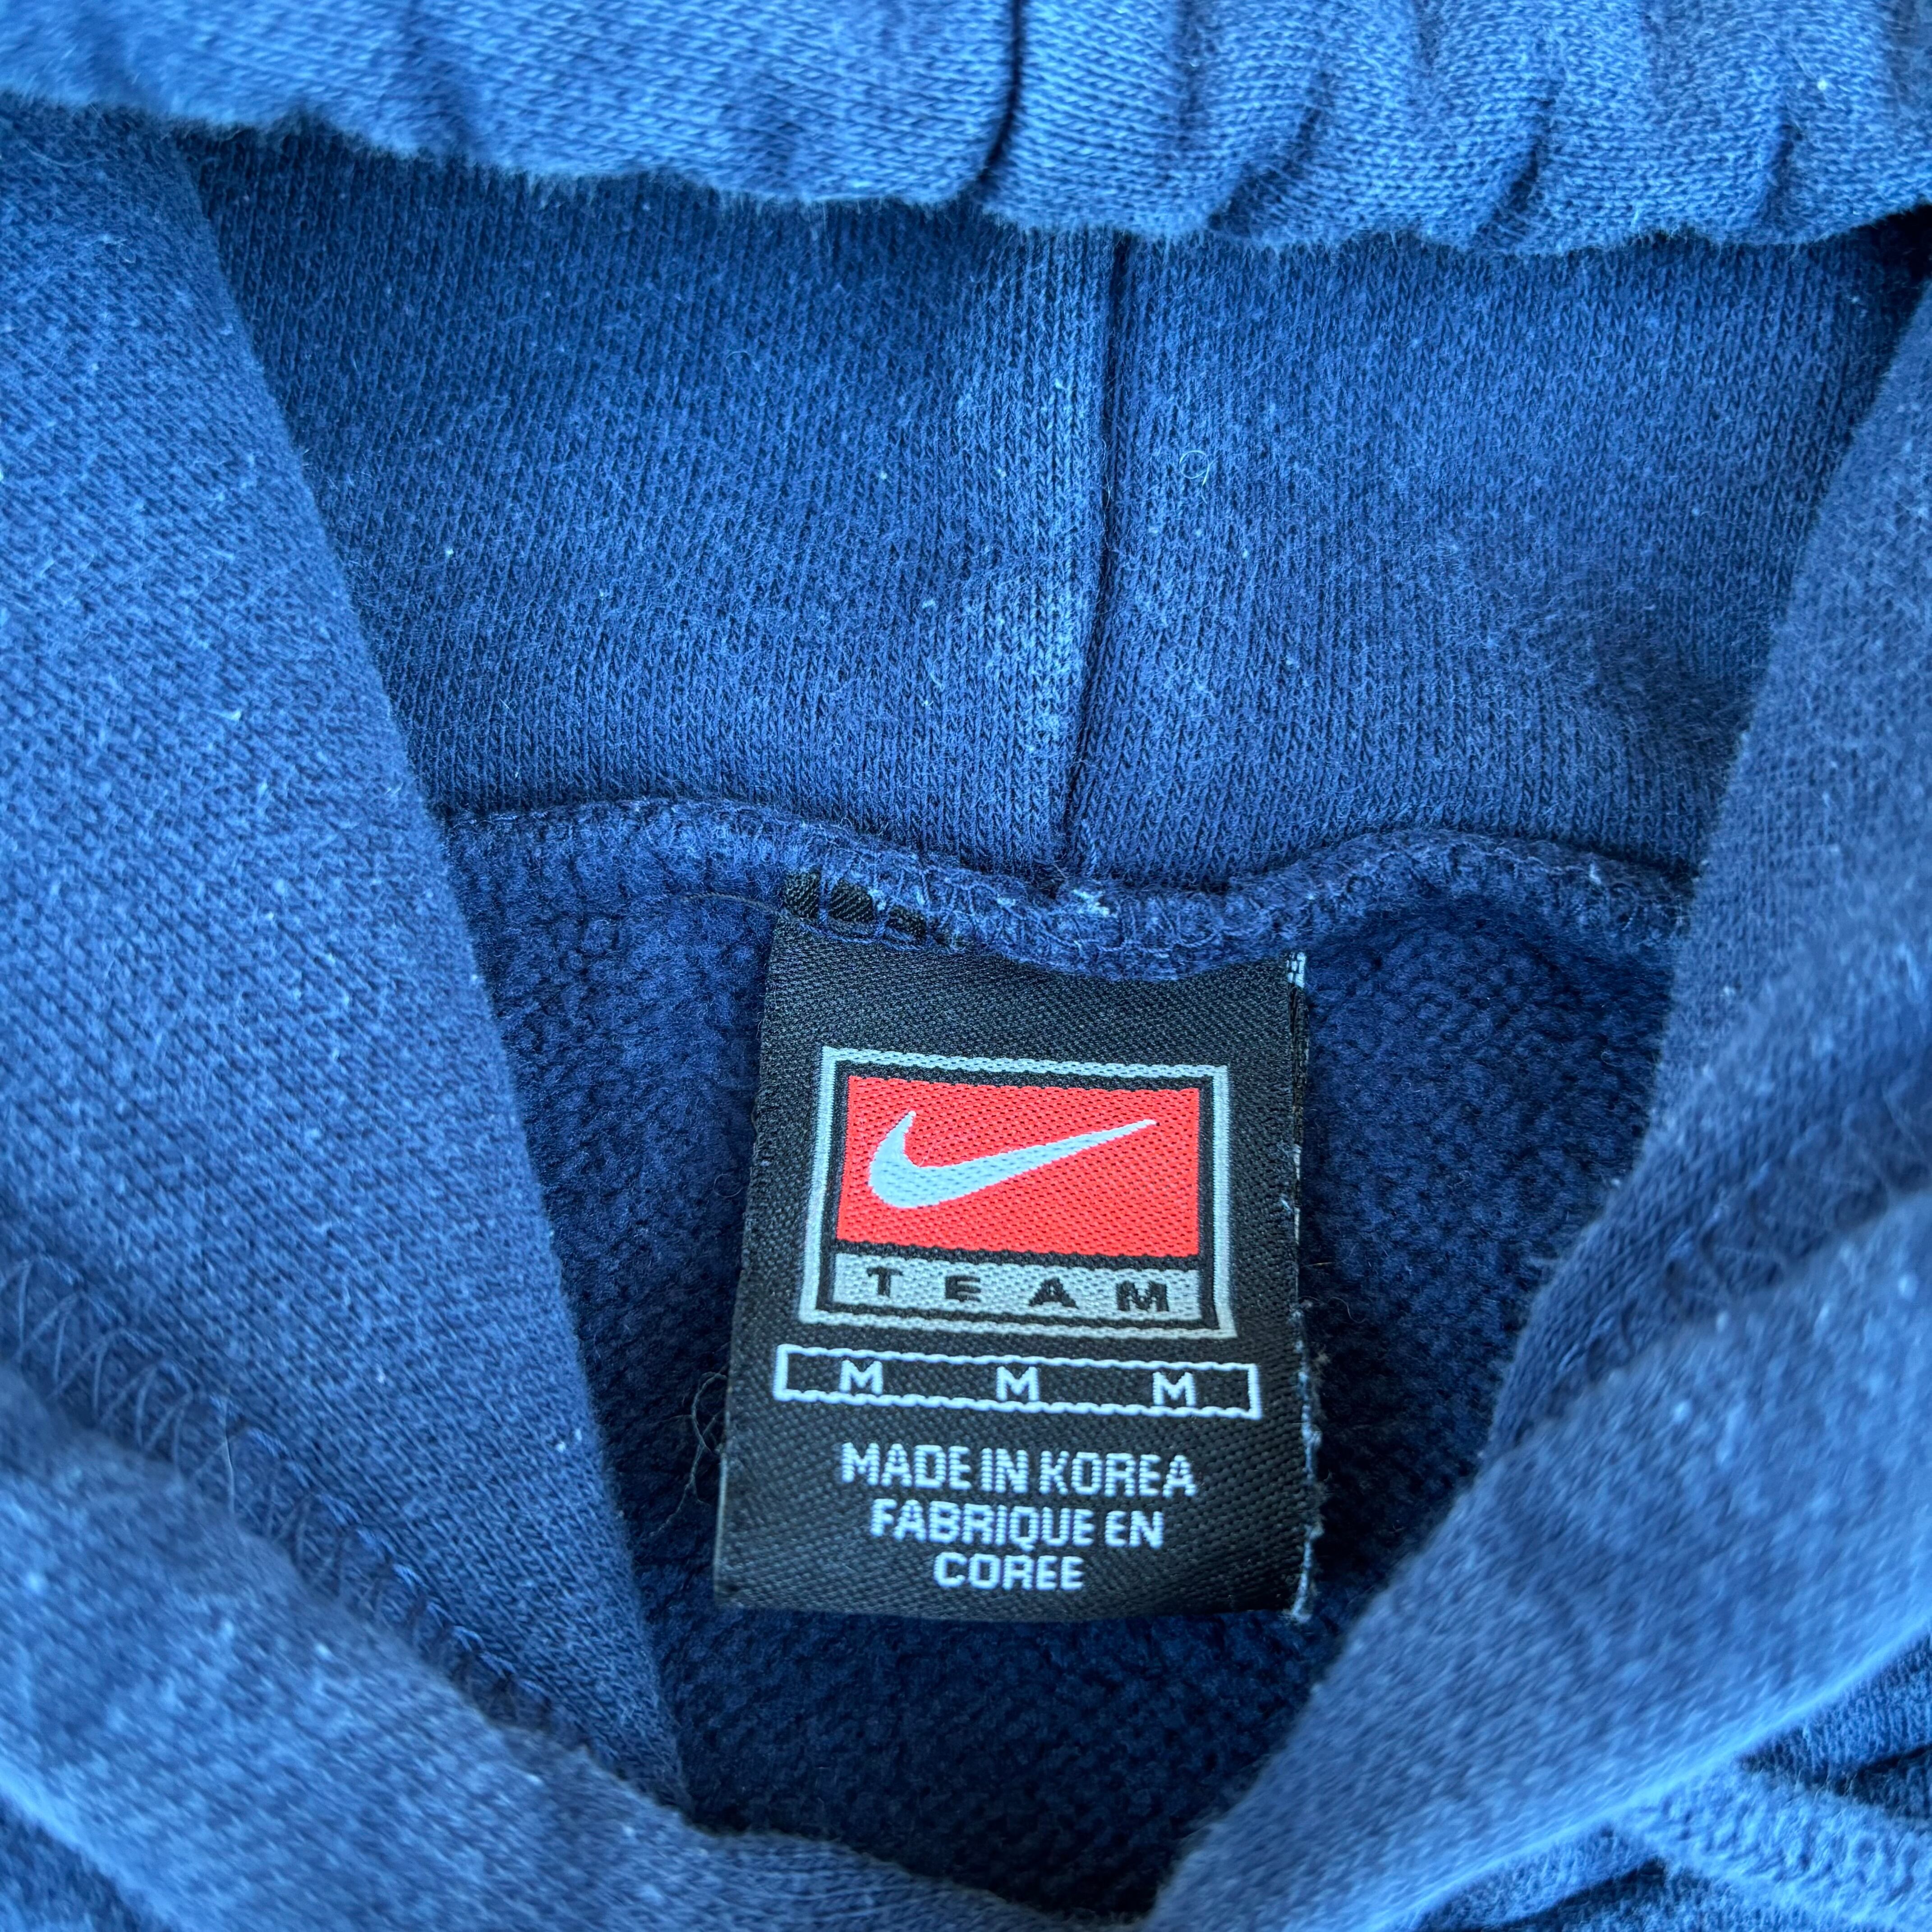 TEAM
M M M
MADE IN KOREA
FABRIQUE EN
COREE